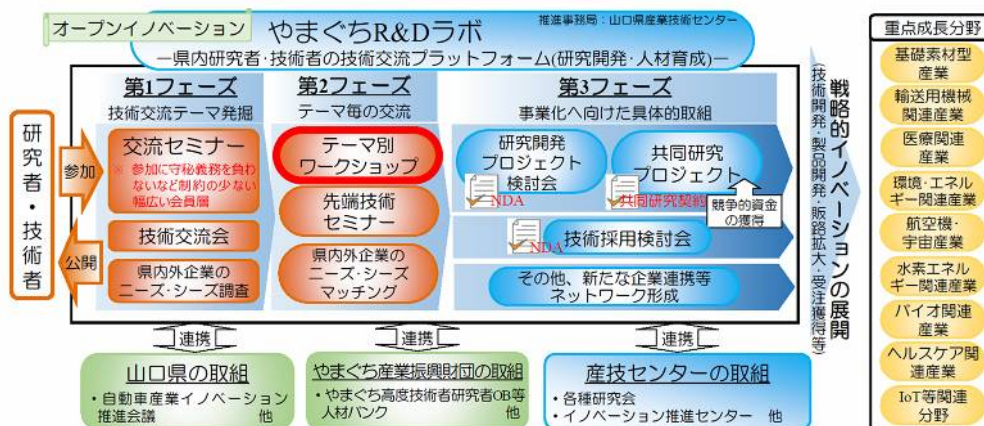 オープンイノベーション
やまぐちR&Dラボ
推進事務局：山口県産業技術センター
―県内研究者・技術者の技術交流プラットフォーム(研究開発・人材育成)―
研究者・技術者
参加
公開
第1フェーズ
技術交流テーマ発掘
交流セミナー
※ 参加に守秘義務を負わ
ないなど制約の少ない
幅広い会員層
技術交流会
県内外企業の
ニーズ・シーズ調査
第2フェーズ
テーマ毎の交流
テーマ別
ワークショップ
先端技術
セミナー
県内外企業の
ニーズ・シーズ
マッチング
第3フェーズ
事業化へ向けた具体的取組
研究開発
プロジェクト
検討会
NDA
共同研究
プロジェクト
共同研究契約
競争的資金
の獲得
NDA
技術採用検討会
その他、新たな企業連携等
ネットワーク形成
戦略的イノベーションの展開
(技術開発・製品開発・販路拡大・受注獲得等)
連携
連携
連携
山口県の取組
・自動車産業イノベーション
推進会議　他
やまぐち産業振興財団の取組
・やまぐち高度技術者研究者OB等
人材バンク　他
産技センターの取組
・各種研究会
・イノベーション推進センター　他
重点成長分野
基礎素材型
産業
輸送用機械
関連産業
医療関連
産業
環境・エネル
ギー関連産業
航空機・
宇宙産業
水素エネル
ギー関連産業
バイオ関連
産業
ヘルスケア関
連産業
IoT等関連
分野